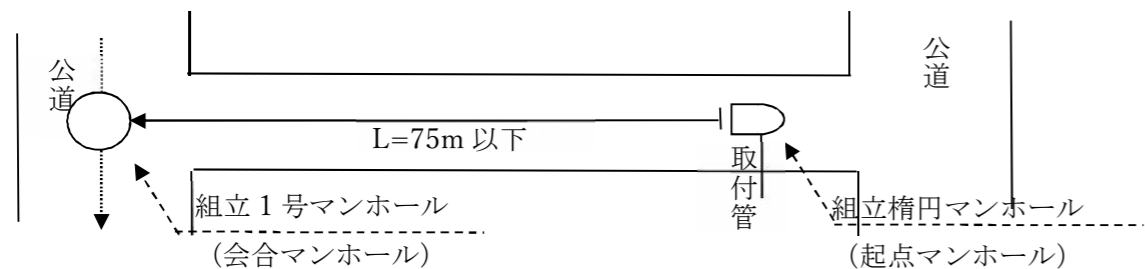 公道
公道
L=75m 以下
取付管
組立1号マンホール
(会合マンホール)
組立楕円マンホール
(起点マンホール)